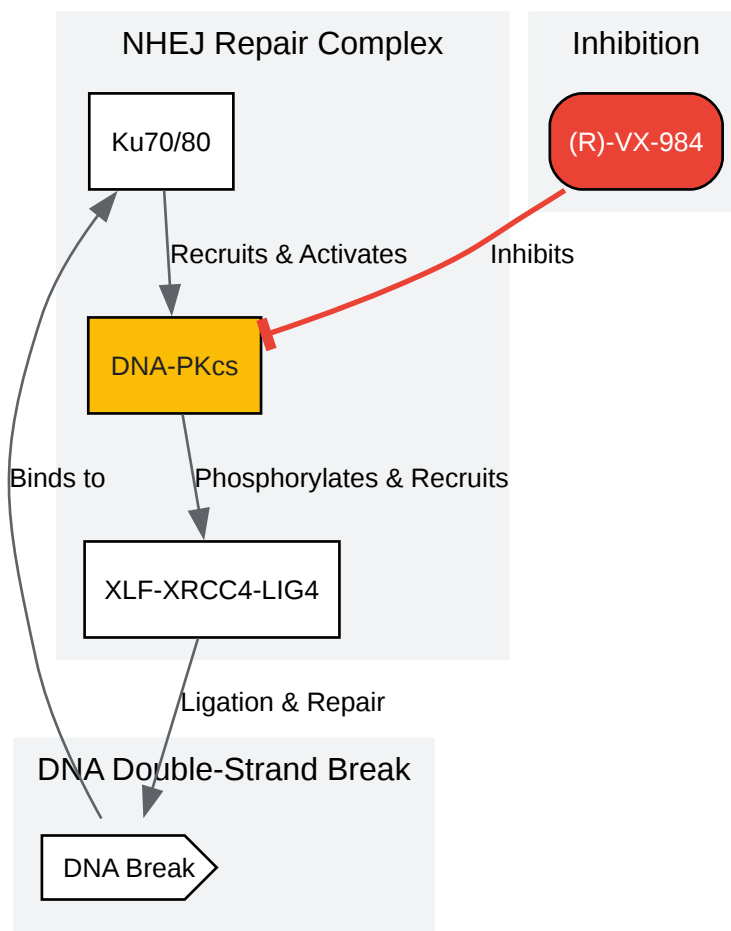 NHEJ Repair Complex
Inhibition
Ku70/80
(R)-VX-984
Recruits & Activates
Inhibits
DNA-PKcs
Binds to
Phosphorylates & Recruits
XLF-XRCC4-LIG4
Ligation & Repair
DNA Double-Strand Break
DNA Break